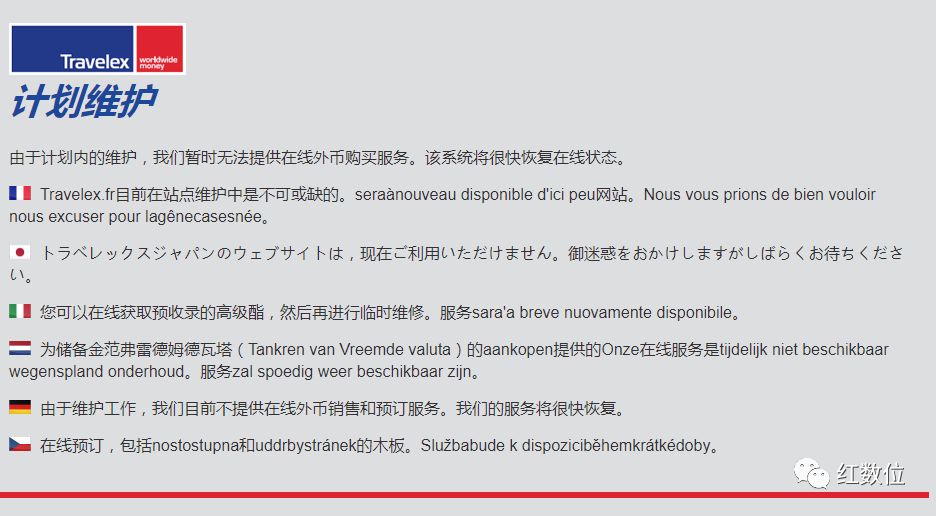 Travelex
worldwide
money
计划维护
由于计划内的维护，我们暂时无法提供在线外币购买服务。该系统将很快恢复在线状态。
Travelex.fr目前在站点维护中是不可或缺的。seraànouveau disponible d'ici peu网站。Nous vous prions de bien vouloir
nous excuser pour lagênecasesnée。
トラベレックスジャパンのウェブサイトは，现在ご利用いただけません。御迷惑をおかけしますがしばらくお待ちくださ
い。
您可以在线获取预收录的高级酯，然后再进行临时维修。服务sara'a breve nuovamente disponibile。
为储备金范弗雷德姆德瓦塔（Tankren van Vreemde valuta）的aankopen提供的Onze在线服务是tijdelijk niet beschikbaar
wegenspland onderhoud。服务zal spoedig weer beschikbaar zijn。
由于维护工作，我们目前不提供在线外币销售和预订服务。我们的服务将很快恢复。
在线预订，包括nostostupna和uddrbystránek的木板。Službabude k dispoziciběhemkrátkédoby。
红数位